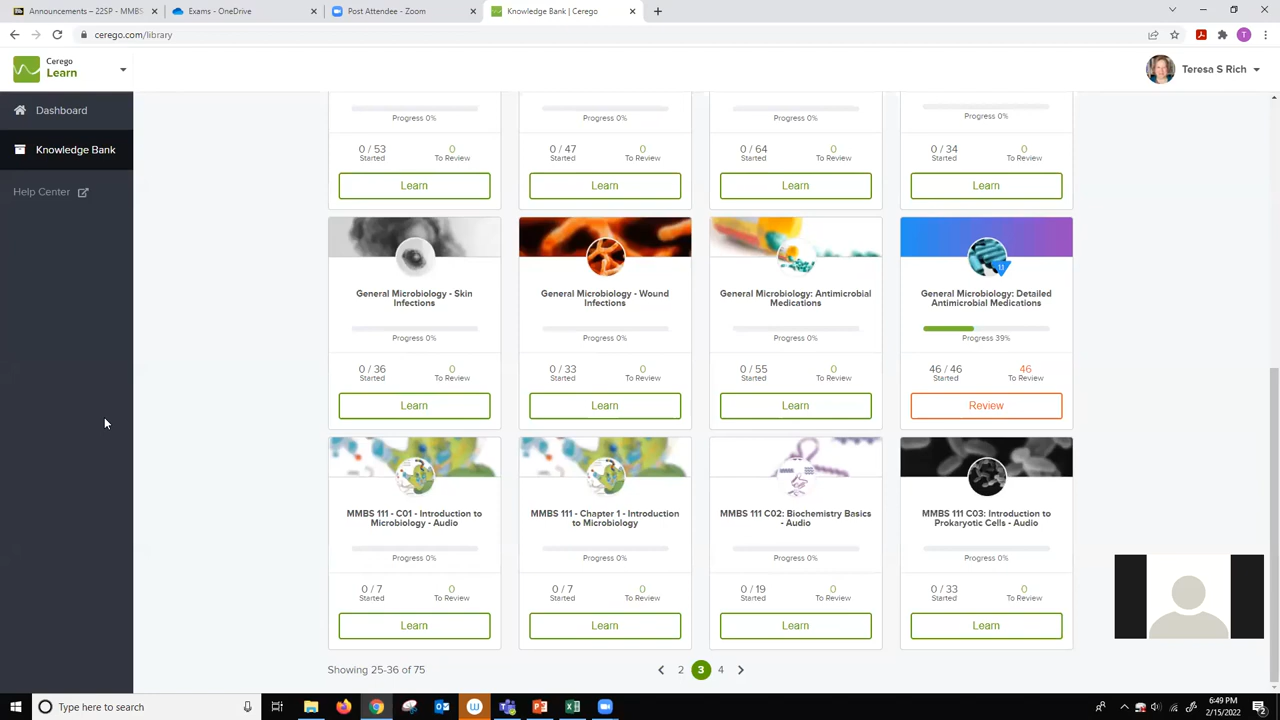 Announcements – 22SP - MMBS
Exams - OneDrive
Post Attendee - Zoom
Knowledge Bank | Cerego
cerego.com/library
T
Cerego
Learn
Teresa S Rich
Dashboard
Knowledge Bank
Help Center
Progress 0%
Progress 0%
Progress 0%
Progress 0%
0 / 53
0
0 / 47
0
0 / 64
0
0 / 34
0
Started
To Review
Started
To Review
Started
To Review
Started
To Review
Learn
Learn
Learn
Learn
11
General Microbiology - Skin
Infections
General Microbiology - Wound
Infections
General Microbiology: Antimicrobial
Medications
General Microbiology: Detailed
Antimicrobial Medications
Progress 0%
Progress 0%
Progress 0%
Progress 39%
0 / 36
0
0 / 33
0
0 / 55
0
46 / 46
46
Started
To Review
Started
To Review
Started
To Review
Started
To Review
Learn
Learn
Learn
Review
MMBS 111 - C01 - Introduction to
Microbiology - Audio
MMBS 111 - Chapter 1 - Introduction
to Microbiology
MMBS 111 C02: Biochemistry Basics
- Audio
MMBS 111 C03: Introduction to
Prokaryotic Cells - Audio
Progress 0%
Progress 0%
Progress 0%
Progress 0%
0 / 7
0
0 / 7
0
0 / 19
0
0 / 33
0
Started
To Review
Started
To Review
Started
To Review
Started
To Review
Learn
Learn
Learn
Learn
Showing 25-36 of 75
2
3
4
Type here to search
6:49 PM
2/15/2022
2